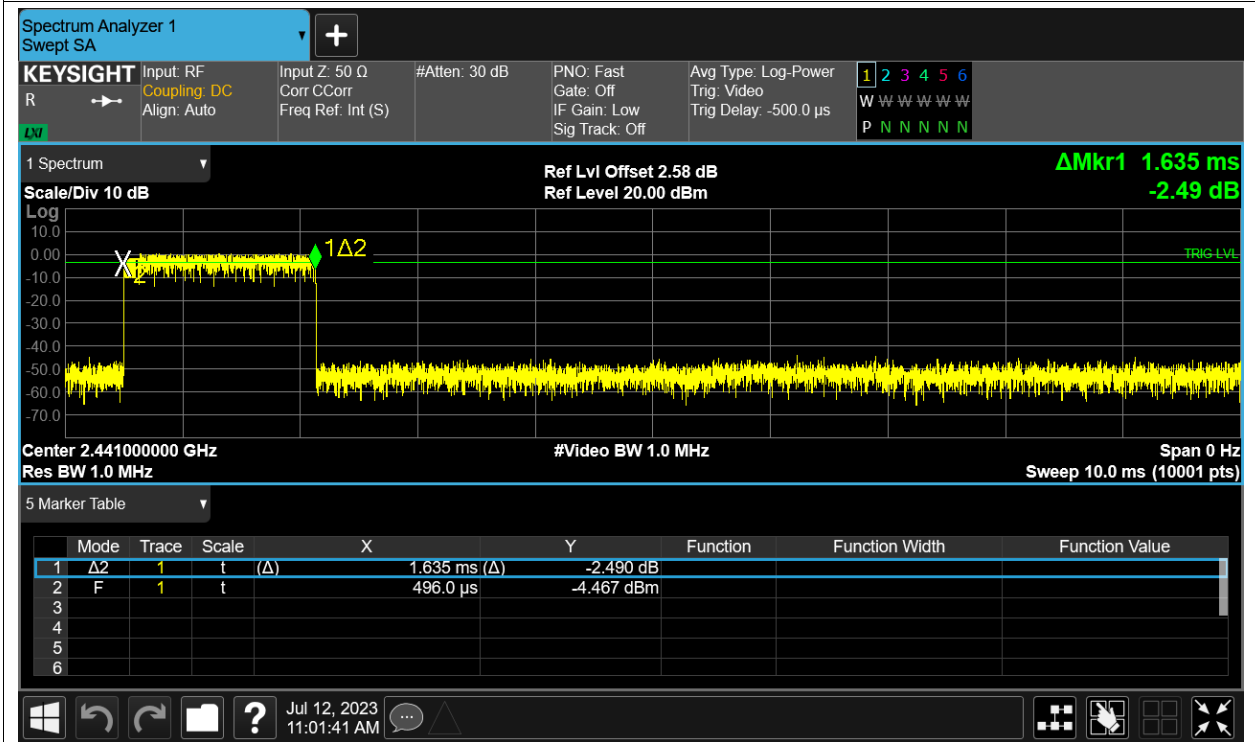 Spectrum Analyzer 1
Swept SA
+
KEYSIGHT
R
LXI
Input: RF
Coupling: DC
Align: Auto
Input Z: 50 Ω
Corr CCorr
Freq Ref: Int (S)
#Atten: 30 dB
PNO: Fast
Gate: Off
IF Gain: Low
Sig Track: Off
Avg Type: Log-Power
Trig: Video
Trig Delay: -500.0 µs
1 2 3 4 5 6
W W W W W W
P N N N N N
1 Spectrum
Scale/Div 10 dB
Ref Lvl Offset 2.58 dB
Ref Level 20.00 dBm
ΔMkr1 1.635 ms
-2.49 dB
Log
10.0
0.00
-10.0
-20.0
-30.0
-40.0
-50.0
-60.0
-70.0
X
2
1Δ2
TRIG LVL
Center 2.441000000 GHz
Res BW 1.0 MHz
#Video BW 1.0 MHz
Span 0 Hz
Sweep 10.0 ms (10001 pts)
5 Marker Table
Mode Trace Scale X Y Function Function Width Function Value
1 Δ2 1 t (Δ) 1.635 ms (Δ) -2.490 dB
2 F 1 t 496.0 µs -4.467 dBm
3
4
5
6
?
Jul 12, 2023
11:01:41 AM